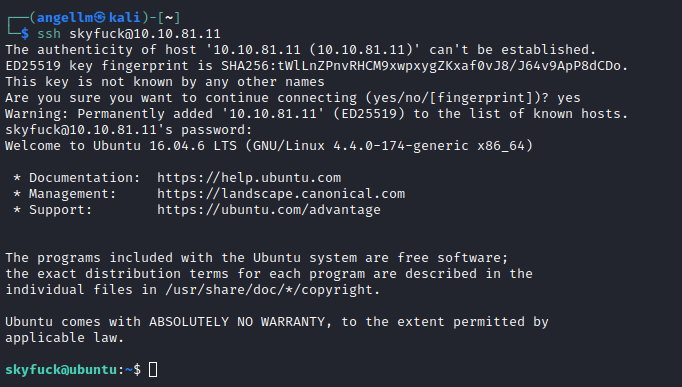 ┌──(angellm㉿kali)-[~]
└─$ ssh skyfuck@10.10.81.11
The authenticity of host '10.10.81.11 (10.10.81.11)' can't be established.
ED25519 key fingerprint is SHA256:tWlLnZPnvRHCM9xwpxygZKxaf0vJ8/J64v9ApP8dCDo.
This key is not known by any other names
Are you sure you want to continue connecting (yes/no/[fingerprint])? yes
Warning: Permanently added '10.10.81.11' (ED25519) to the list of known hosts.
skyfuck@10.10.81.11's password:
Welcome to Ubuntu 16.04.6 LTS (GNU/Linux 4.4.0-174-generic x86_64)

 * Documentation:  https://help.ubuntu.com
 * Management:     https://landscape.canonical.com
 * Support:        https://ubuntu.com/advantage


The programs included with the Ubuntu system are free software;
the exact distribution terms for each program are described in the
individual files in /usr/share/doc/*/copyright.

Ubuntu comes with ABSOLUTELY NO WARRANTY, to the extent permitted by
applicable law.

skyfuck@ubuntu:~$